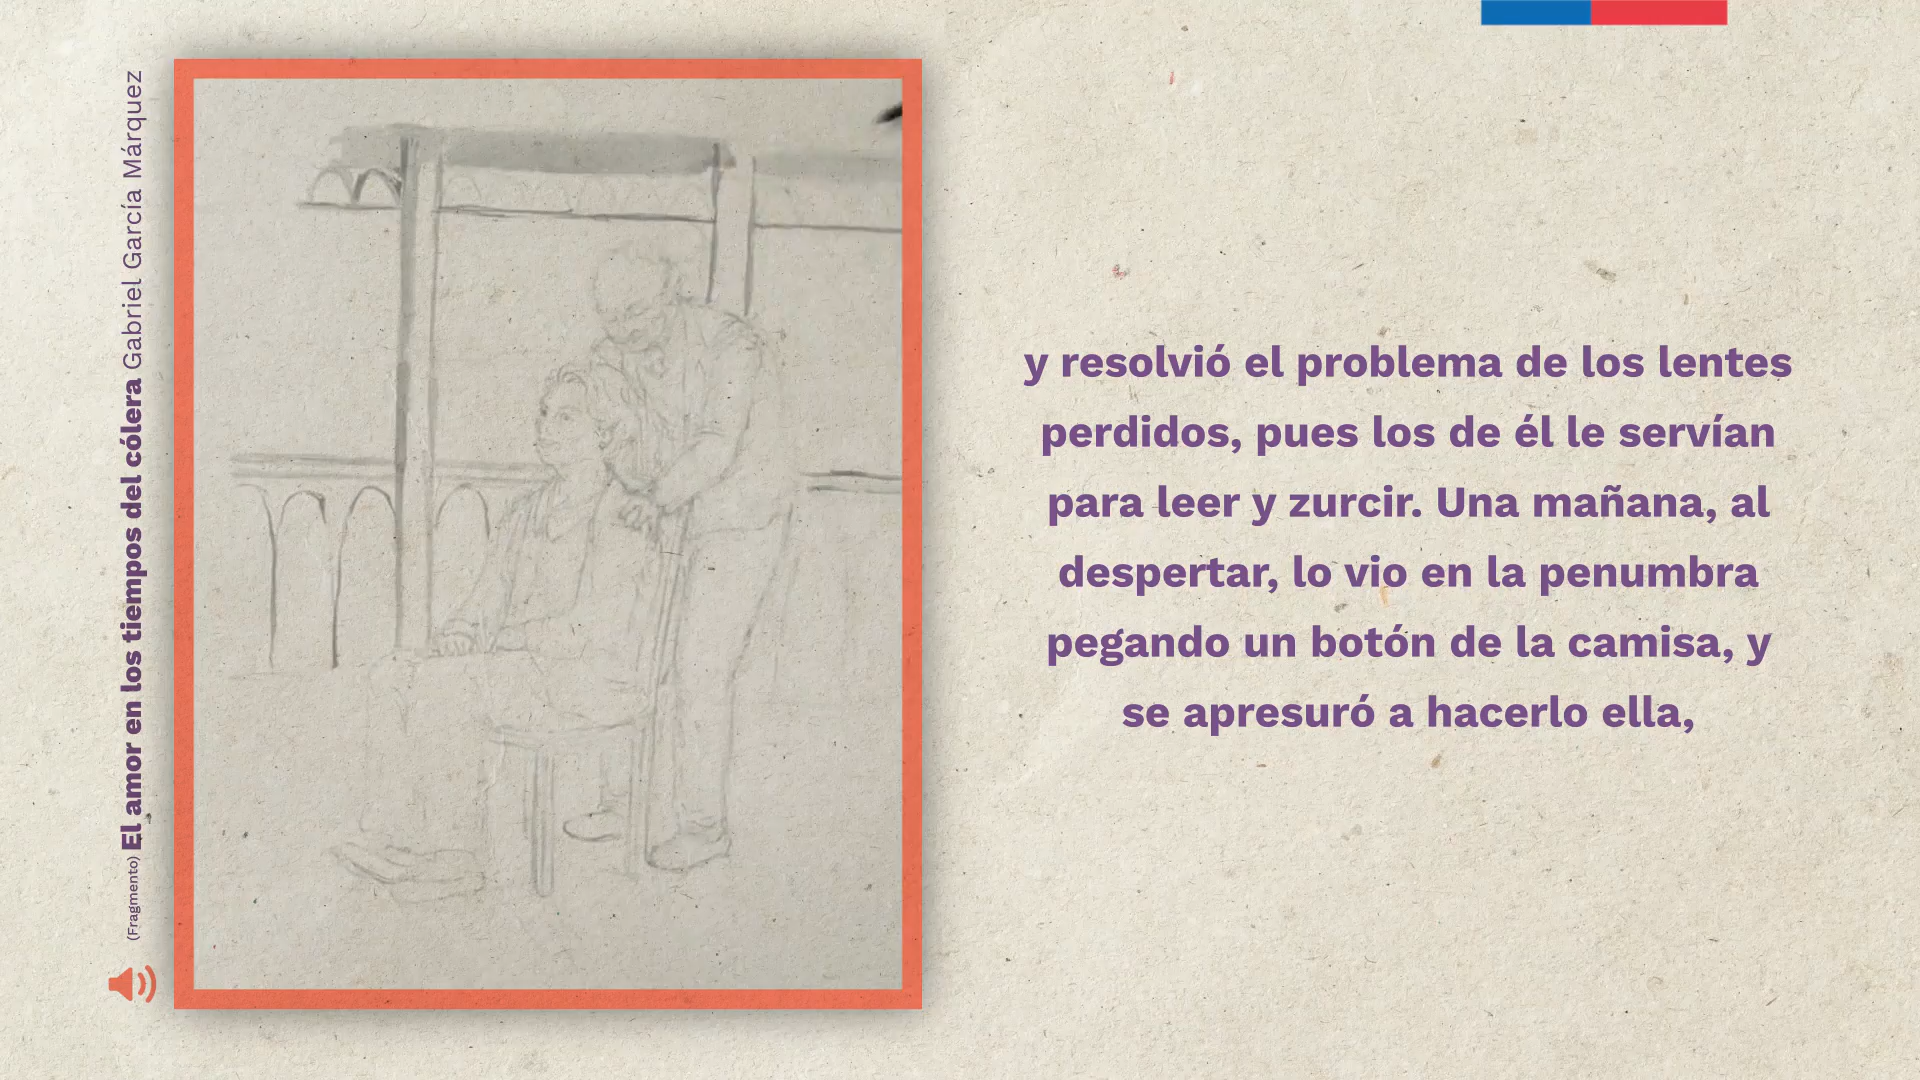 (Fragmento) El amor en los tiempos del cólera Gabriel García Márquez
y resolvió el problema de los lentes
perdidos, pues los de él le servían
para leer y zurcir. Una mañana, al
despertar, lo vio en la penumbra
pegando un botón de la camisa, y
se apresuró a hacerlo ella,